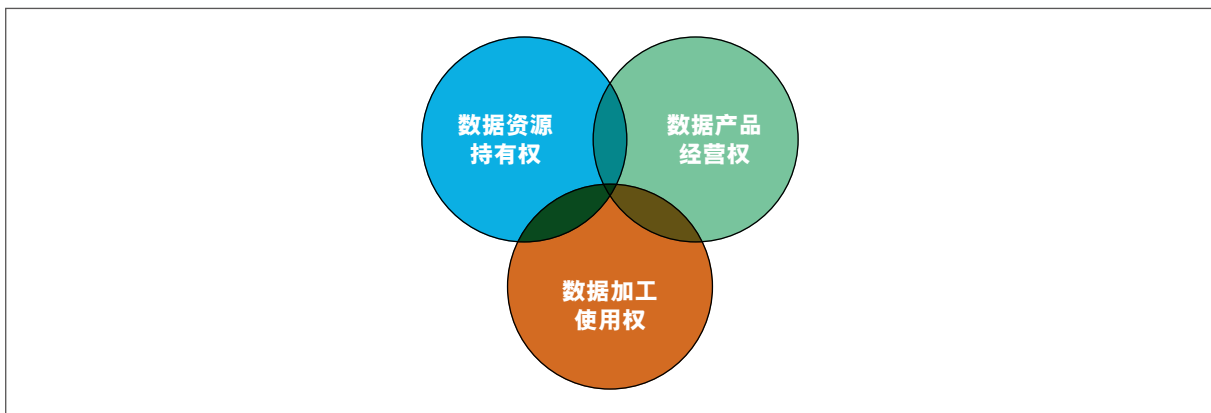 数据资源
持有权
数据产品
经营权
数据加工
使用权